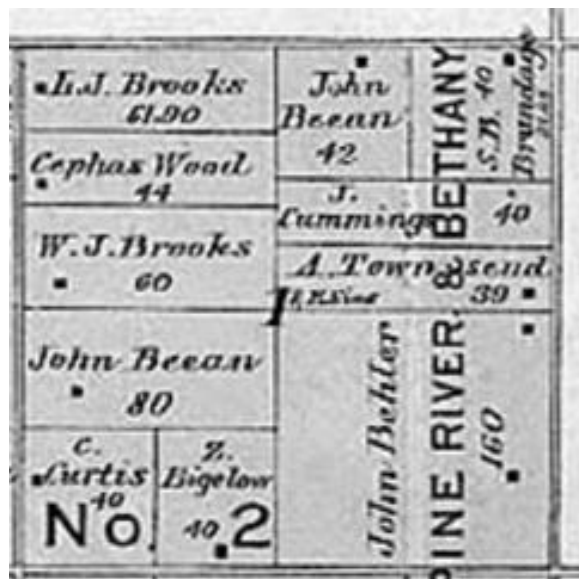 L.J. Brooks
61.90
Cephas Wood
44
W. J. Brooks
60
John Beean
80
C.
Curtis
40
Z.
Bigelow
40
No. 2
1
John
Beean
42
S.B. 40
Brundage
J.
Cummings
40
A. Townsend
39
John Behler
160
PINE RIVER & BETHANY